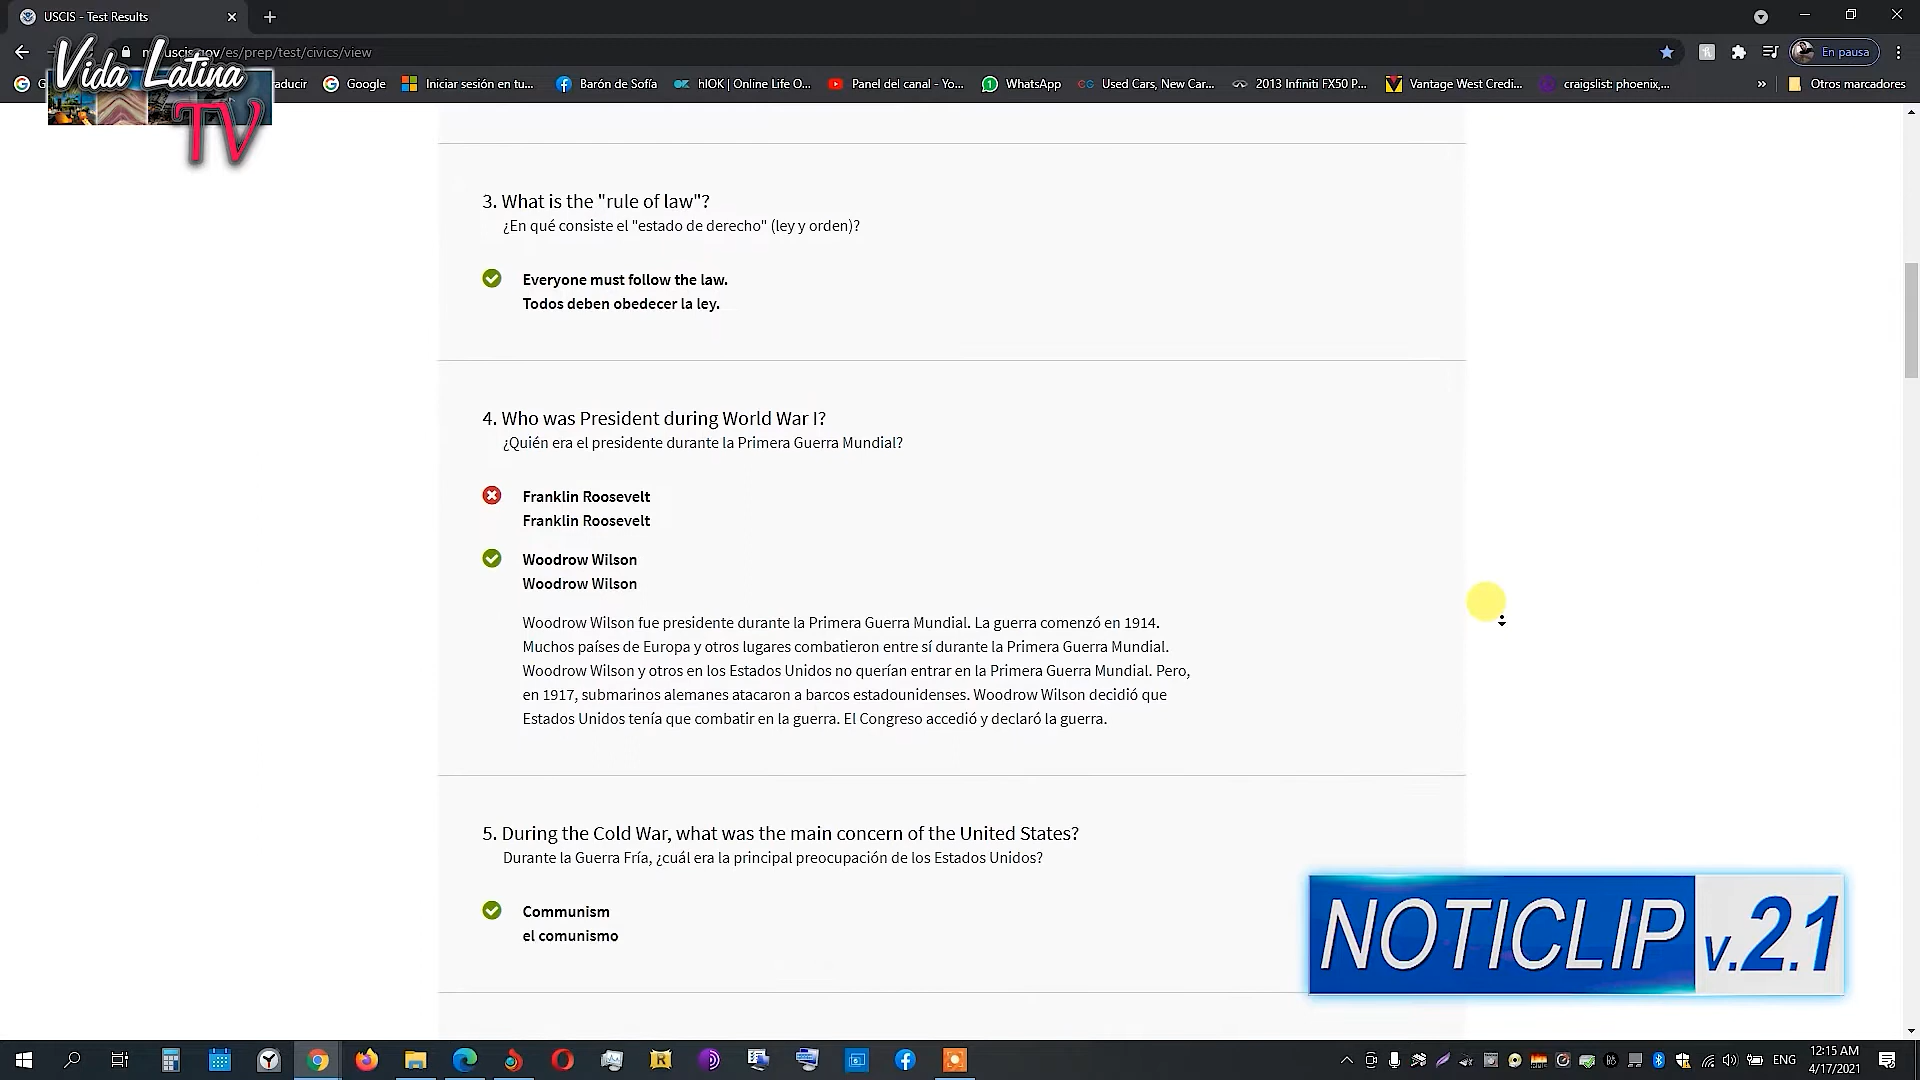 USCIS - Test Results
uscis.gov/es/prep/test/civics/view
En pausa
Vida Latina
TV
G
aducir
Google
Iniciar sesión en tu...
Barón de Sofía
hIOK | Online Life O...
Panel del canal - Yo...
WhatsApp
Used Cars, New Car...
2013 Infiniti FX50 P...
Vantage West Credi...
craigslist: phoenix,...
»
Otros marcadores
3. What is the "rule of law"?
¿En qué consiste el "estado de derecho" (ley y orden)?
Everyone must follow the law.
Todos deben obedecer la ley.
4. Who was President during World War I?
¿Quién era el presidente durante la Primera Guerra Mundial?
Franklin Roosevelt
Franklin Roosevelt
Woodrow Wilson
Woodrow Wilson
Woodrow Wilson fue presidente durante la Primera Guerra Mundial. La guerra comenzó en 1914.
Muchos países de Europa y otros lugares combatieron entre sí durante la Primera Guerra Mundial.
Woodrow Wilson y otros en los Estados Unidos no querían entrar en la Primera Guerra Mundial. Pero,
en 1917, submarinos alemanes atacaron a barcos estadounidenses. Woodrow Wilson decidió que
Estados Unidos tenía que combatir en la guerra. El Congreso accedió y declaró la guerra.
5. During the Cold War, what was the main concern of the United States?
Durante la Guerra Fría, ¿cuál era la principal preocupación de los Estados Unidos?
Communism
el comunismo
NOTICLIP v.2.1
ENG
12:15 AM
4/17/2021